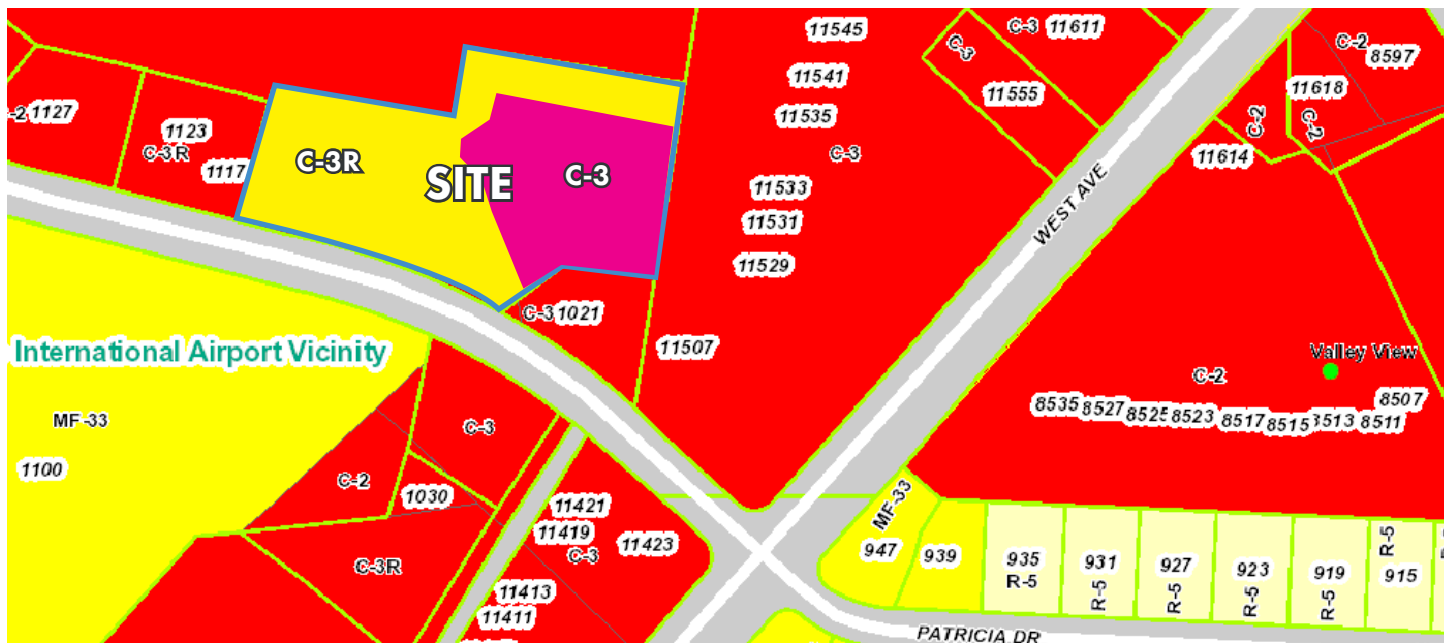 11545
C-3 11611
C-2
8597
C-3
11541
11555
11618
11535
C-2
C-2
-2 1127
1123
C-3R
1117
C-3R
SITE
C-3
C-3
11614
11533
11531
11529
WEST AVE
C-3 1021
11507
International Airport Vicinity
Valley View
C-2
8507
8535 8527 8525 8523 8517 8515 8513 8511
MF-33
1100
C-3
C-2
1030
11421
11419
C-3
11423
C-3R
11413
11411
MF-33
947
939
935
R-5
931
R-5
927
R-5
923
R-5
919
R-5
R-5
915
PATRICIA DR